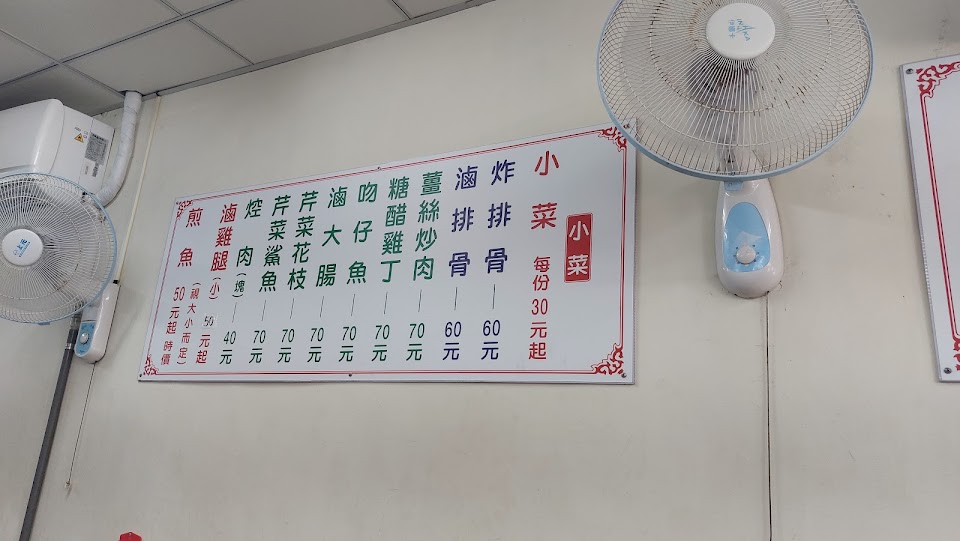 小菜
小菜 每份30元起
炸排骨—60元
滷排骨—60元
薑絲炒肉—70元
糖醋雞丁—70元
吻仔魚—70元
滷大腸—70元
芹菜花枝—70元
芹菜鯊魚—70元
焢肉(塊)—40元
滷雞腿(小)50元起
(視大小而定)
煎魚 50元起 時價